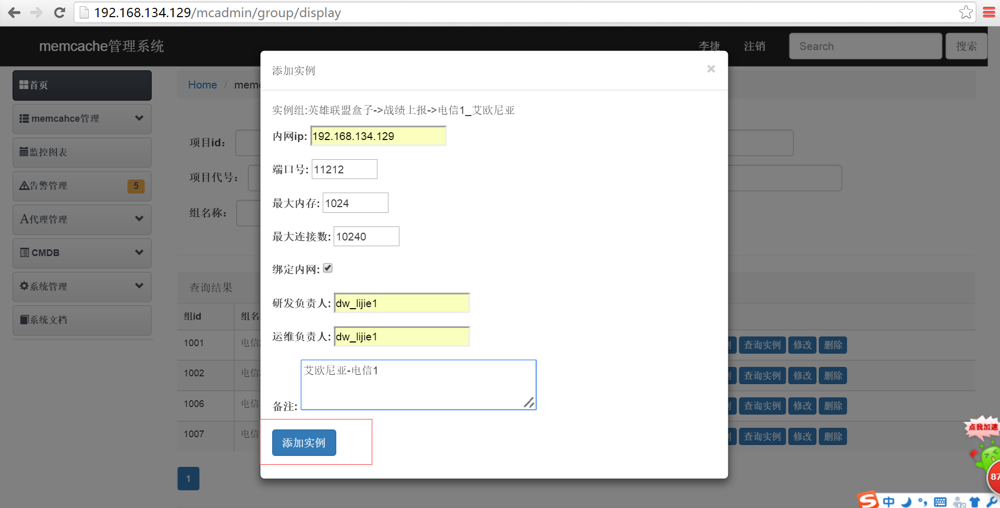 192.168.134.129/mcadmin/group/display
memcache管理系统
李捷
注销
Search
搜索
首页
memcahce管理
监控图表
告警管理
5
A代理管理
CMDB
系统管理
系统文档
Home / memc
项目id：
项目代号：
组名称：
查询结果
组id
组名
1001
电信
查询实例
修改
删除
1002
电信
查询实例
修改
删除
1006
电信
查询实例
修改
删除
1007
电信
查询实例
修改
删除
1
添加实例
×
实例组:英雄联盟盒子->战绩上报->电信1_艾欧尼亚
内网ip: 192.168.134.129
端口号: 11212
最大内存: 1024
最大连接数: 10240
绑定内网:
研发负责人: dw_lijie1
运维负责人: dw_lijie1
艾欧尼亚-电信1
备注:
添加实例
点我加速
87
S
中
12